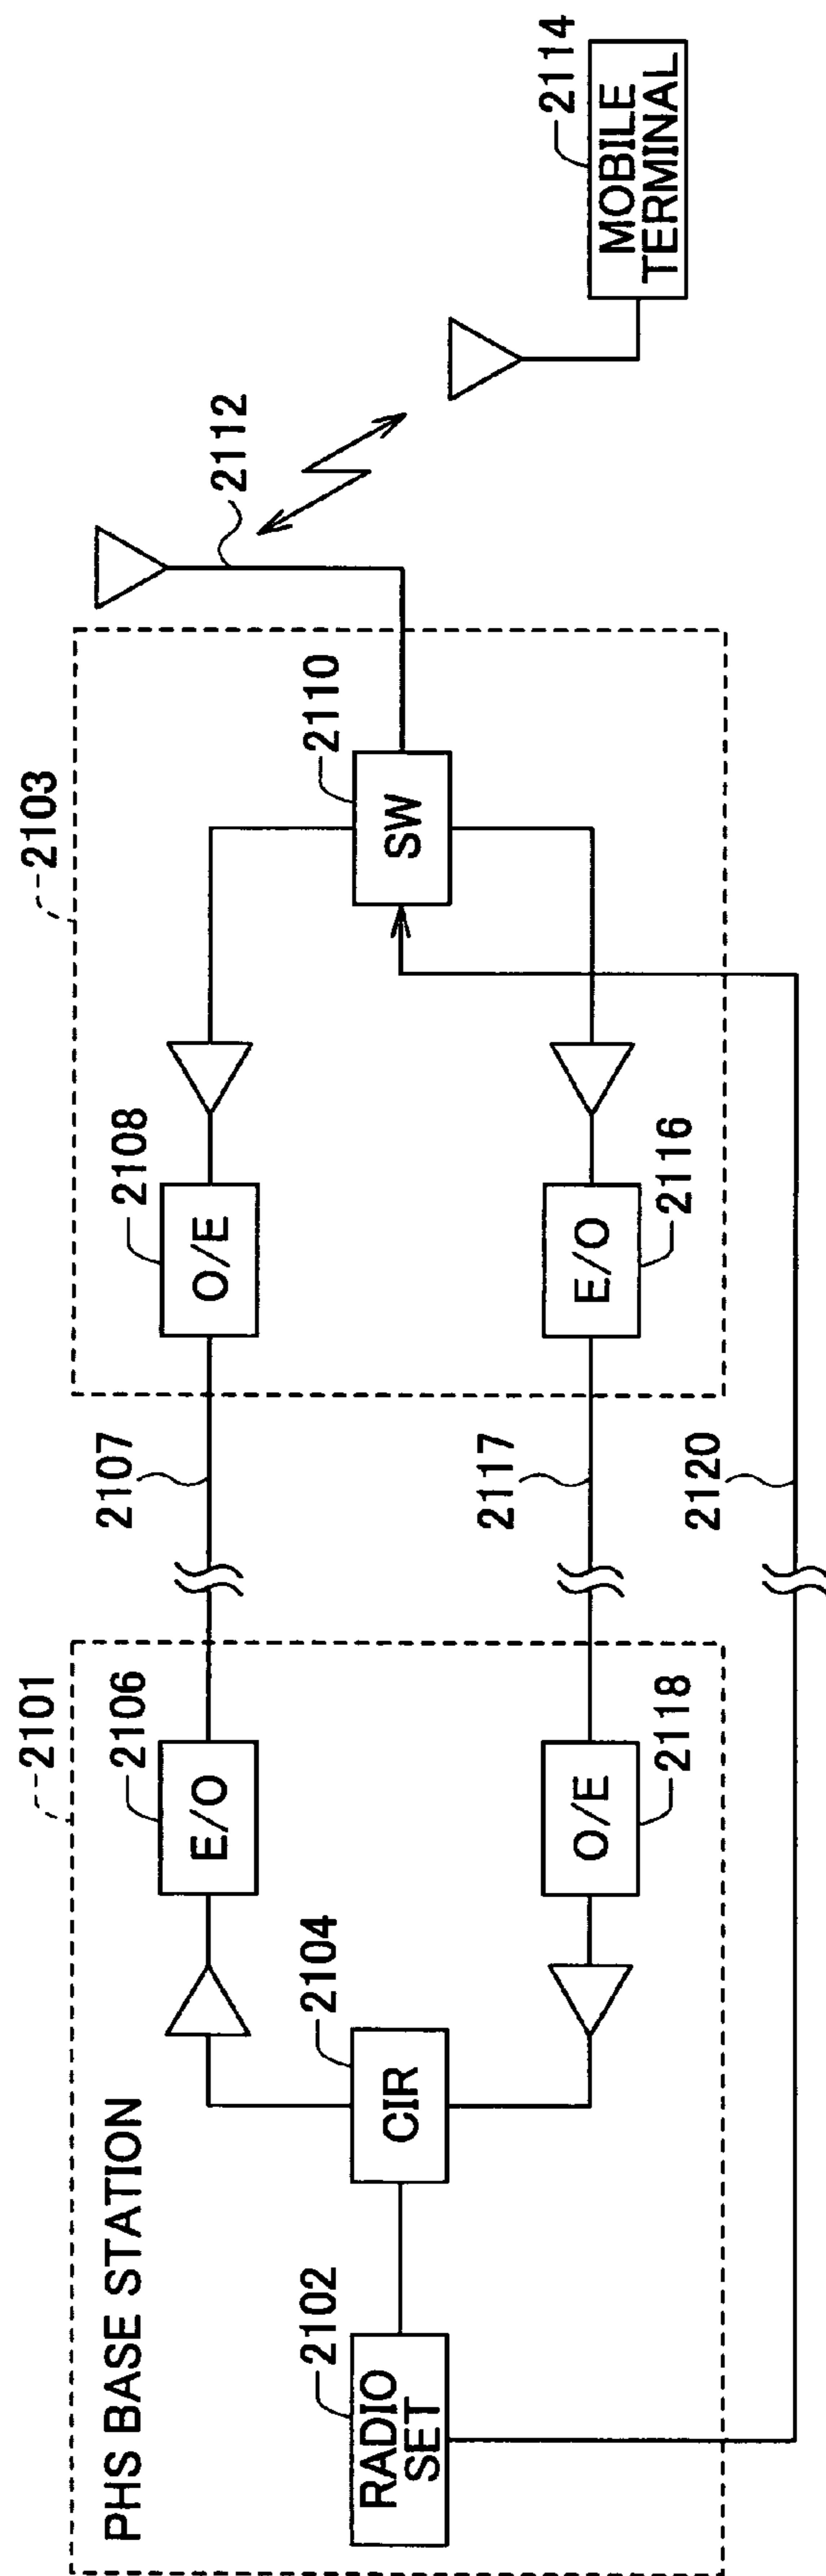 PHS BASE STATION
2101
2103
RADIO
SET
2102
CIR
2104
E/O
2106
O/E
2118
2107
2117
2120
O/E
2108
E/O
2116
SW
2110
2112
MOBILE
TERMINAL
2114